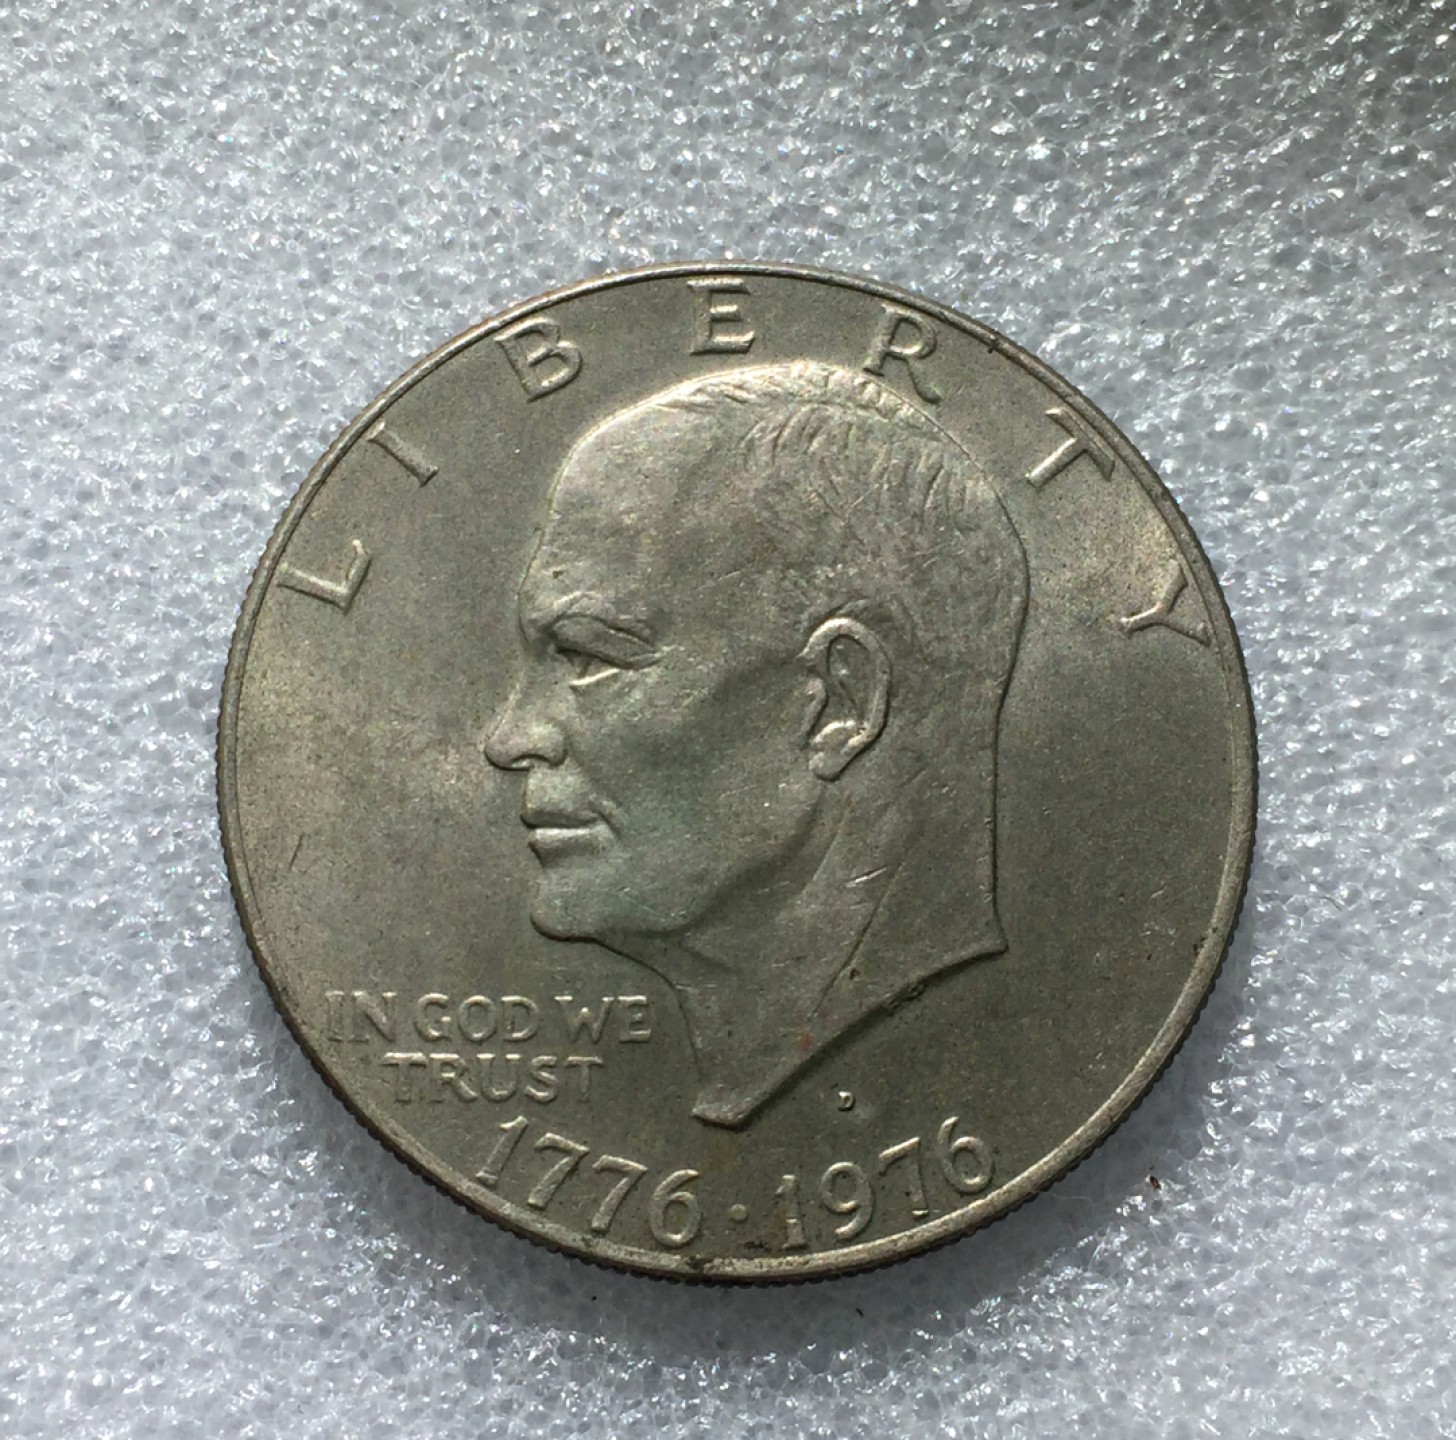 LIBERTY
IN GOD WE
TRUST
D
1776 · 1976